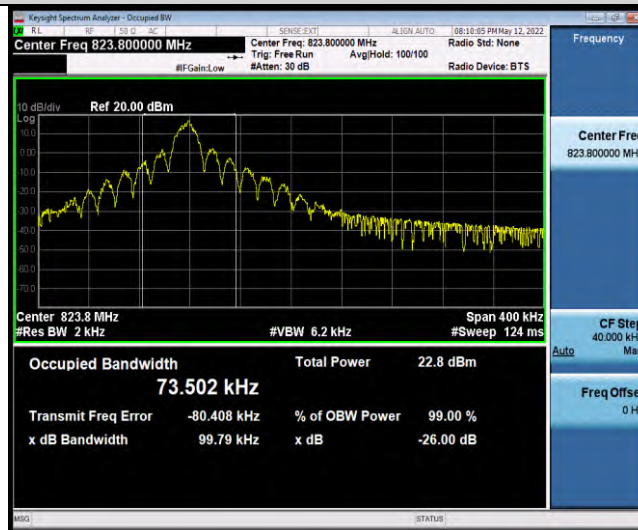 Keysight Spectrum Analyzer - Occupied BW
RL RF 50 Ω AC SENSE:EXT ALIGN AUTO 08:10:05 PM May 12, 2022
Center Freq 823.800000 MHz Center Freq: 823.800000 MHz Radio Std: None Frequency
Trig: Free Run Avg|Hold: 100/100
#IFGain:Low #Atten: 30 dB Radio Device: BTS
10 dB/div Ref 20.00 dBm
Log
10.0
0.00
-10.0
-20.0
-30.0
-40.0
-50.0
-60.0
-70.0
Center 823.8 MHz Span 400 kHz
#Res BW 2 kHz #VBW 6.2 kHz #Sweep 124 ms
Occupied Bandwidth Total Power 22.8 dBm
73.502 kHz
Transmit Freq Error -80.408 kHz % of OBW Power 99.00 %
x dB Bandwidth 99.79 kHz x dB -26.00 dB
Center Fre
823.800000 MH
CF Ste
40.000 kH
Auto Ma
Freq Offse
0 H
MSG STATUS